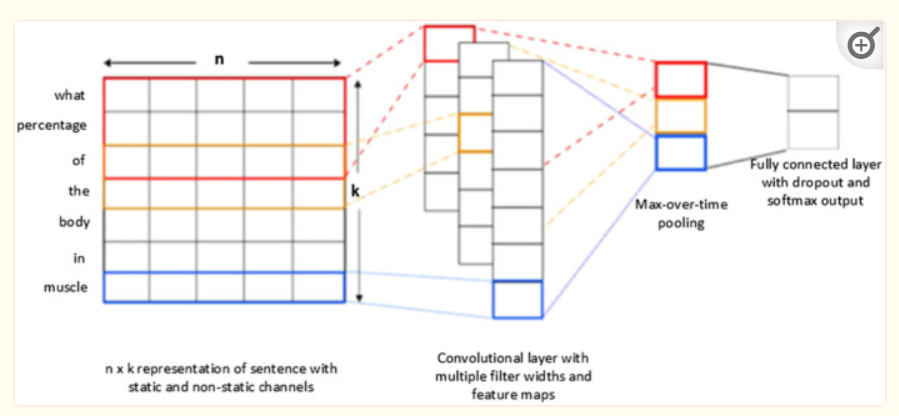 n
what
percentage
of
the
body
in
muscle
k
Max-over-time
pooling
Fully connected layer
with dropout and
softmax output
n x k representation of sentence with
static and non-static channels
Convolutional layer with
multiple filter widths and
feature maps